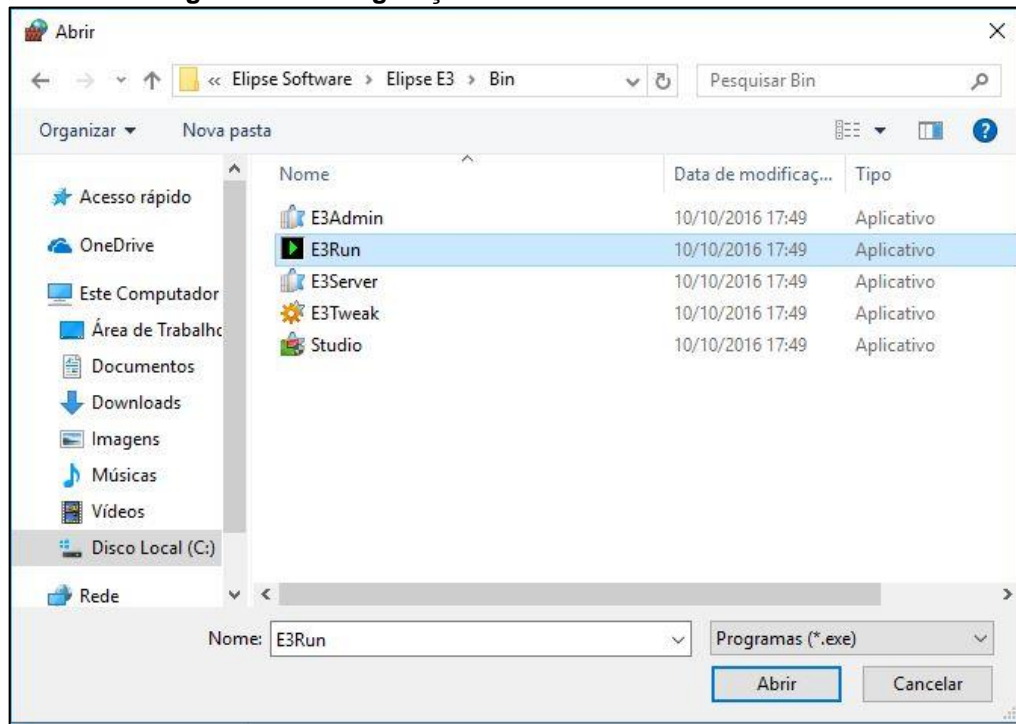 Abrir
« Elipse Software > Elipse E3 > Bin
Pesquisar Bin
Organizar
Nova pasta
?
Nome
Data de modificaç...
Tipo
Acesso rápido
OneDrive
Este Computador
Área de Trabalho
Documentos
Downloads
Imagens
Músicas
Vídeos
Disco Local (C:)
Rede
E3Admin 10/10/2016 17:49 Aplicativo
E3Run 10/10/2016 17:49 Aplicativo
E3Server 10/10/2016 17:49 Aplicativo
E3Tweak 10/10/2016 17:49 Aplicativo
Studio 10/10/2016 17:49 Aplicativo
Nome: E3Run
Programas (*.exe)
Abrir
Cancelar